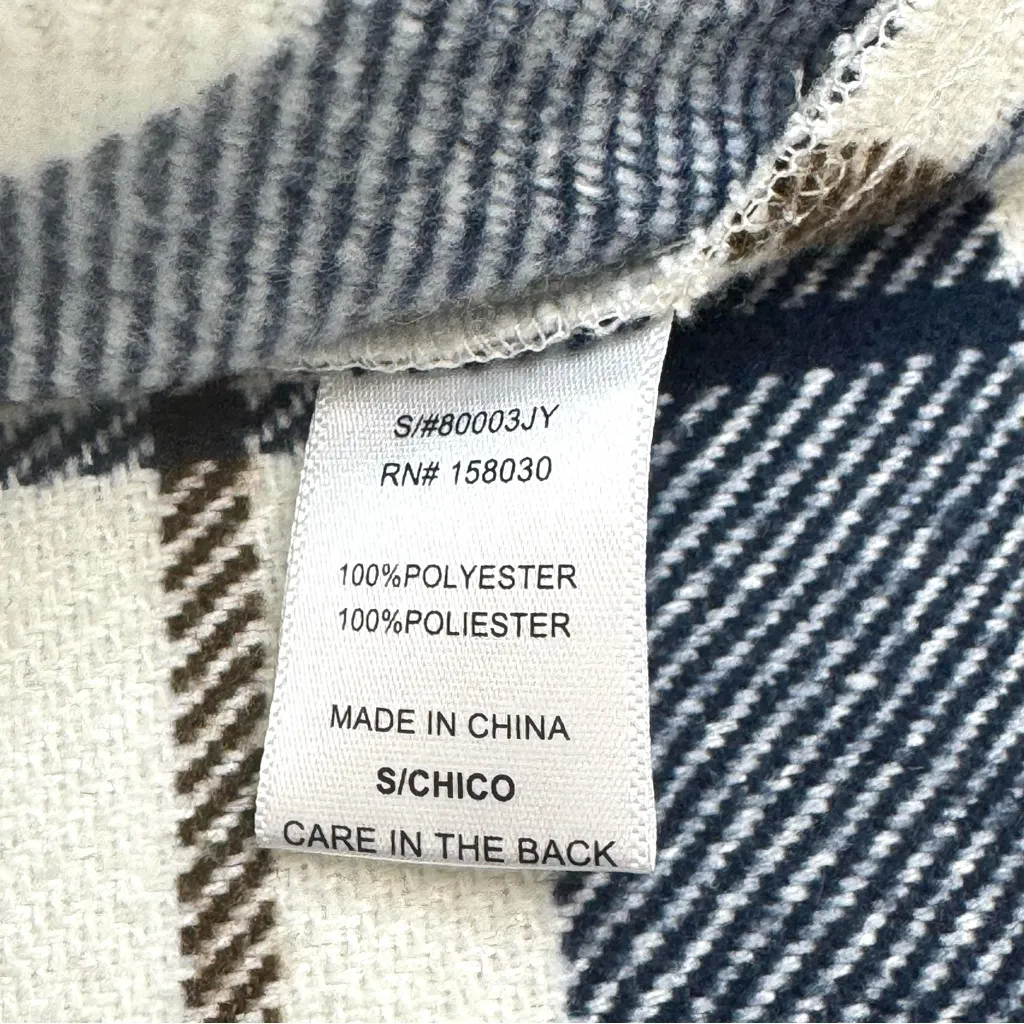 S/#80003JY
RN# 158030
100%POLYESTER
100%POLIESTER
MADE IN CHINA
S/CHICO
CARE IN THE BACK